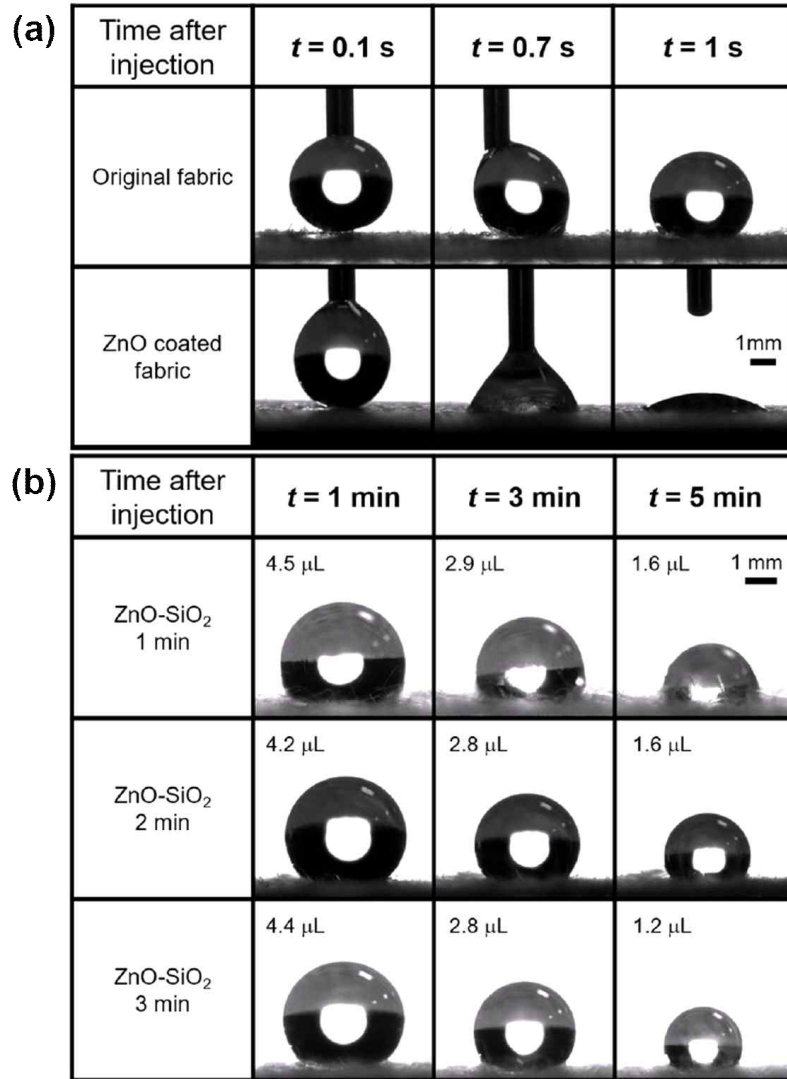 (a)
Time after
injection
t = 0.1 s
t = 0.7 s
t = 1 s
Original fabric
ZnO coated
fabric
1mm
(b)
Time after
injection
t = 1 min
t = 3 min
t = 5 min
ZnO-SiO₂
1 min
4.5 μL
2.9 μL
1.6 μL
1 mm
ZnO-SiO₂
2 min
4.2 μL
2.8 μL
1.6 μL
ZnO-SiO₂
3 min
4.4 μL
2.8 μL
1.2 μL